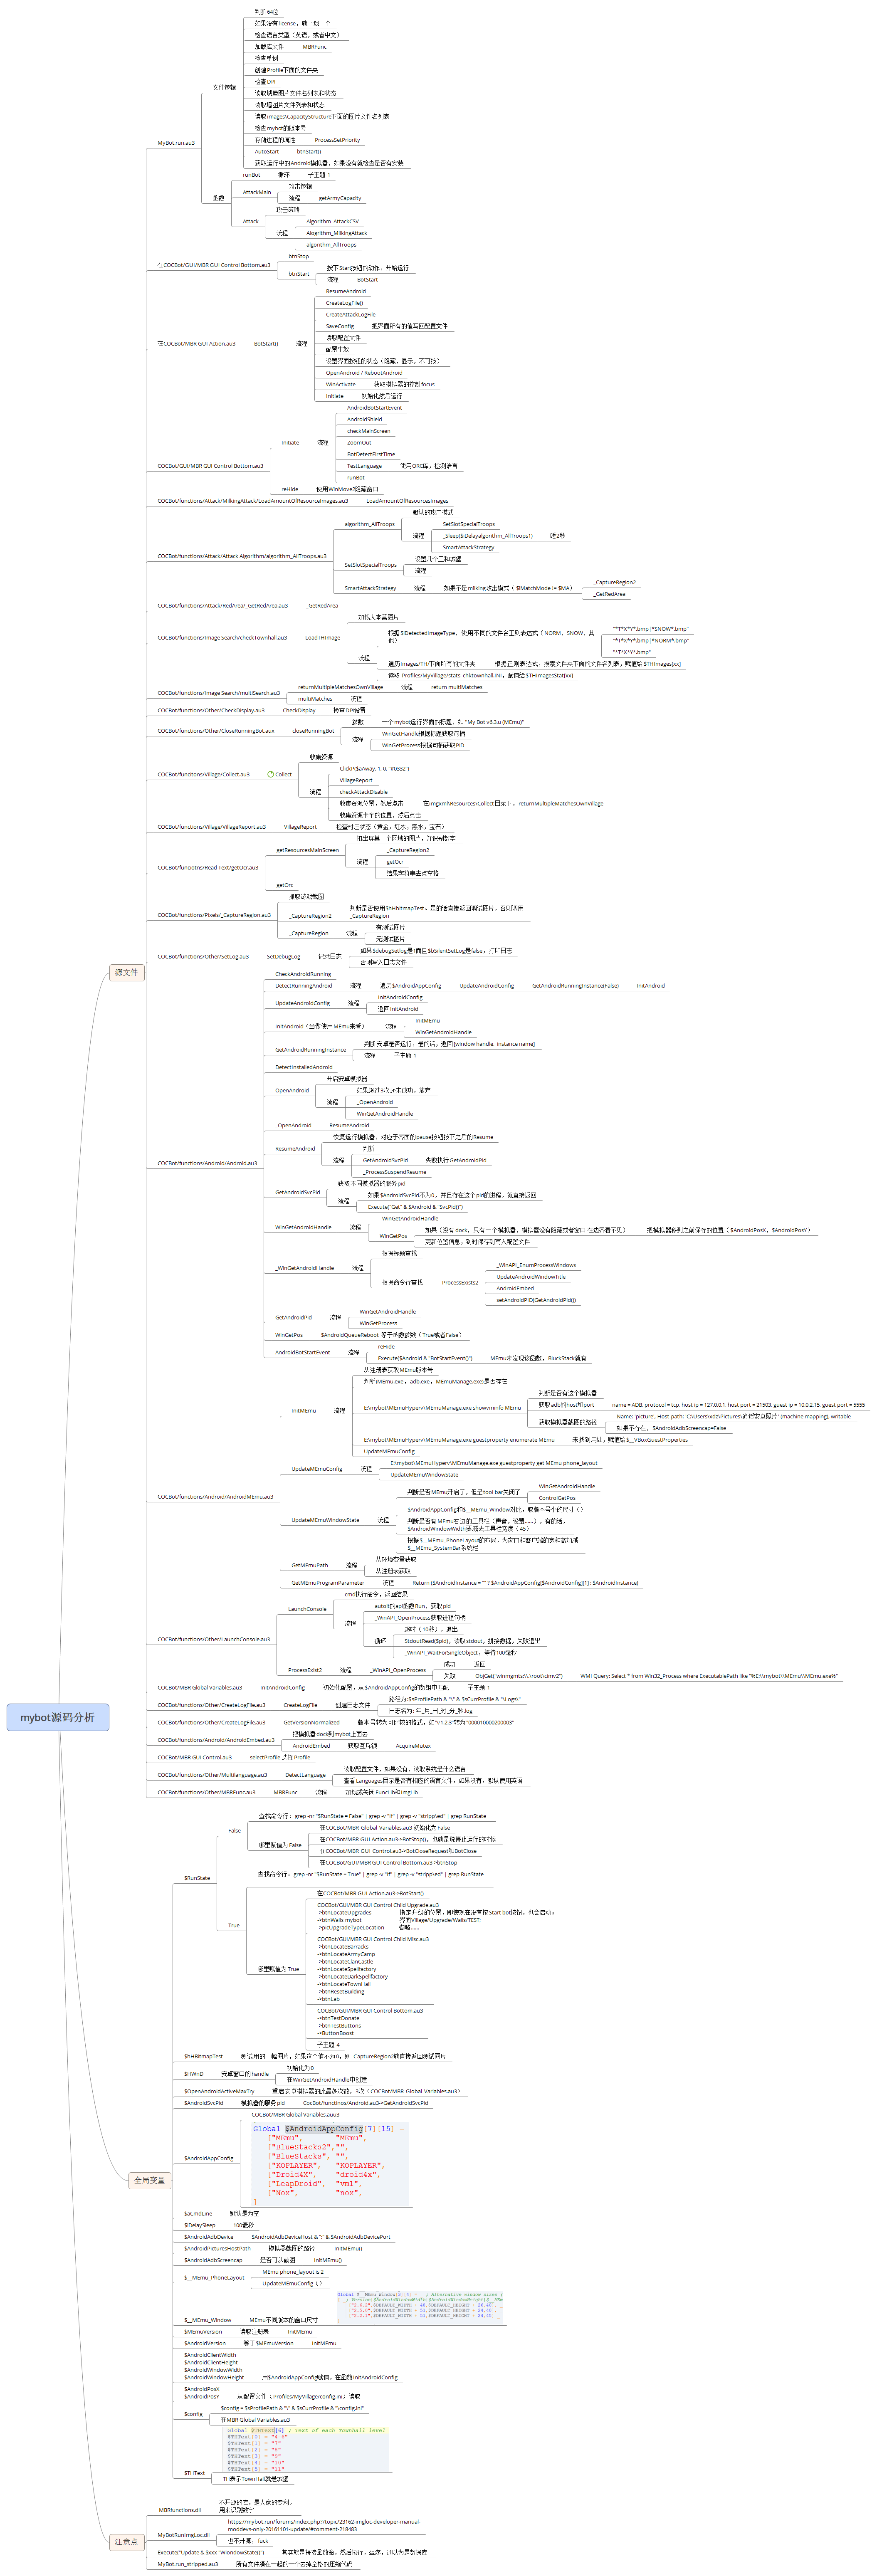 mybot源码分析
源文件
MyBot.run.au3
文件逻辑
判断64位
如果没有license，就下载一个
检查语言类型（英语，或者中文）
加载库文件 MBRFunc
检查单例
创建Profile下面的文件夹
检查DPI
读取城堡图片文件名列表和状态
读取墙图片文件列表和状态
读取Images\CapacityStructure下面的图片文件名列表
检查mybot的版本号
存储进程的属性 ProcessSetPriority
AutoStart btnStart()
获取运行中的Android模拟器，如果没有就检查是否有安装
函数
runBot 循环 子主题 1
AttackMain
攻击逻辑
流程 getArmyCapacity
Attack
攻击策略
流程
Algorithm_AttackCSV
Alogrithm_MilkingAttack
algorithm_AllTroops
在COCBot/GUI/MBR GUI Control Bottom.au3
btnStop
btnStart
按下Start按钮的动作，开始运行
流程 BotStart
在COCBot/MBR GUI Action.au3 BotStart() 流程
ResumeAndroid
CreateLogFile()
CreateAttackLogFile
SaveConfig 把界面所有的值写回配置文件
读取配置文件
配置生效
设置界面按钮的状态（隐藏，显示，不可按）
OpenAndroid / RebootAndroid
WinActivate 获取模拟器的控制focus
Initiate 初始化然后运行
COCBot/GUI/MBR GUI Control Bottom.au3
Initiate 流程
AndroidBotStartEvent
AndroidShield
checkMainScreen
ZoomOut
BotDetectFirstTime
TestLanguage 使用ORC库，检测语言
runBot
reHide 使用WinMove2隐藏窗口
COCBot/functions/Attack/MilkingAttack/LoadAmountOfResourceImages.au3 LoadAmountOfResourcesImages
COCBot/functions/Attack/Attack Algorithm/algorithm_AllTroops.au3
algorithm_AllTroops
默认的攻击模式
流程
SetSlotSpecialTroops
_Sleep($iDelayalgorithm_AllTroops1) 睡2秒
SmartAttackStrategy
SetSlotSpecialTroops
设置几个王和城堡
流程
SmartAttackStrategy 流程 如果不是milking攻击模式（$iMatchMode != $MA）
_CaptureRegion2
_GetRedArea
COCBot/functions/Attack/RedArea/_GetRedArea.au3 _GetRedArea
COCBot/functions/Image Search/checkTownhall.au3 LoadTHImage
加载大本营图片
流程
根据$iDetectedImageType，使用不同的文件名正则表达式（NORM，SNOW，其他）
"*T*X*Y*.bmp|*SNOW*.bmp"
"*T*X*Y*.bmp|*NORM*.bmp"
"*T*X*Y*.bmp"
遍历Images/TH/下面所有的文件夹 根据正则表达式，搜索文件夹下面的文件名列表，赋值给$THImages[xx]
读取 Profiles/MyVillage/stats_chktownhall.INI，赋值给$THImagesStat[xx]
COCBot/functions/Image Search/multiSearch.au3
returnMultipleMatchesOwnVillage 流程 return multiMatches
multiMatches 流程
COCBot/functions/Other/CheckDisplay.au3 CheckDisplay 检查DPI设置
COCBot/functions/Other/CloseRunningBot.aux closeRunningBot
参数 一个mybot运行界面的标题，如 "My Bot v6.3.u (MEmu)"
流程
WinGetHandle根据标题获取句柄
WinGetProcess根据句柄获取PID
COCBot/funcitons/Village/Collect.au3 Collect
收集资源
流程
ClickP($aAway, 1, 0, "#0332")
VillageReport
checkAttackDisable
收集资源位置，然后点击 在imgxml\Resources\Collect目录下，returnMultipleMatchesOwnVillage
收集资源卡车的位置，然后点击
COCBot/functions/Village/VillageReport.au3 VillageReport 检查村庄状态（黄金，红水，黑水，宝石）
COCBot/funciotns/Read Text/getOcr.au3
getResourcesMainScreen
扣出屏幕一个区域的图片，并识别数字
流程
_CaptureRegion2
getOcr
结果字符串去点空格
getOrc
COCBot/functions/Pixels/_CaptureRegion.au3
抓取游戏截图
_CaptureRegion2 判断是否使用$hHbitmapTest，是的话直接返回调试图片，否则调用_CaptureRegion
_CaptureRegion 流程
有测试图片
无测试图片
COCBot/functions/Other/SetLog.au3 SetDebugLog 记录日志
如果$debugSetlog是1而且$bSilentSetLog是false，打印日志
否则写入日志文件
COCBot/functions/Android/Android.au3
CheckAndroidRunning
DetectRunningAndroid 流程 遍历$AndroidAppConfig UpdateAndroidConfig GetAndroidRunningInstance(False) InitAndroid
UpdateAndroidConfig 流程
InitAndroidConfig
返回InitAndroid
InitAndroid（当做使用MEmu来看） 流程
InitMEmu
WinGetAndroidHandle
GetAndroidRunningInstance
判断安卓是否运行，是的话，返回[window handle, instance name]
流程 子主题 1
DetectInstalledAndroid
OpenAndroid
开启安卓模拟器
流程
如果超过3次还未成功，放弃
_OpenAndroid
WinGetAndroidHandle
_OpenAndroid ResumeAndroid
ResumeAndroid
恢复运行模拟器，对应于界面的pause按钮按下之后的Resume
流程
判断
GetAndroidSvcPid 失败执行GetAndroidPid
_ProcessSuspendResume
GetAndroidSvcPid
获取不同模拟器的服务pid
流程
如果$AndroidSvcPid不为0，并且存在这个pid的进程，就直接返回
Execute("Get" & $Android & "SvcPid()")
WinGetAndroidHandle 流程
_WinGetAndroidHandle
WinGetPos
如果（没有dock，只有一个模拟器，模拟器没有隐藏或者窗口 在边界看不见） 把模拟器移到之前保存的位置（$AndroidPosX，$AndroidPosY）
更新位置信息，到时保存到写入配置文件
_WinGetAndroidHandle 流程
根据标题查找
根据命令行查找 ProcessExists2
_WinAPI_EnumProcessWindows
UpdateAndroidWindowTitle
AndroidEmbed
setAndroidPID(GetAndroidPid())
GetAndroidPid 流程
WinGetAndroidHandle
WinGetProcess
WinGetPos $AndroidQueueReboot 等于函数参数（True或者False）
AndroidBotStartEvent 流程
reHide
Execute($Android & "BotStartEvent()") MEmu未发现该函数，BluckStack就有
COCBot/functions/Android/AndroidMEmu.au3
InitMEmu 流程
从注册表获取MEmu版本号
判断(MEmu.exe，adb.exe，MEmuManage.exe)是否存在
E:\mybot\MEmuHyperv\MEmuManage.exe showvminfo MEmu
判断是否有这个模拟器
获取adb的host和port name = ADB, protocol = tcp, host ip = 127.0.0.1, host port = 21503, guest ip = 10.0.2.15, guest port = 5555
获取模拟器截图的路径
Name: 'picture', Host path: 'C:\Users\xdzi\Pictures\逍遥安卓照片' (machine mapping), writable
如果不存在，$AndroidAdbScreencap=False
E:\mybot\MEmuHyperv\MEmuManage.exe guestproperty enumerate MEmu 未找到用处，赋值给$__VBoxGuestProperties
UpdateMEmuConfig
UpdateMEmuConfig 流程
E:\mybot\MEmuHyperv\MEmuManage.exe guestproperty get MEmu phone_layout
UpdateMEmuWindowState
UpdateMEmuWindowState 流程
判断是否MEmu开启了，但是tool bar关闭了
WinGetAndroidHandle
ControlGetPos
$AndroidAppConfig和$__MEmu_Window对比，取版本号小的尺寸（）
判断是否有MEmu右边的工具栏（声音，设置......），有的话，$AndroidWindowWidth要减去工具栏宽度（45）
根据$__MEmu_PhoneLayout的布局，为窗口和客户端的宽和高加减$__MEmu_SystemBar系统栏
GetMEmuPath 流程
从环境变量获取
从注册表获取
GetMEmuProgramParameter 流程 Return ($AndroidInstance = "" ? $AndroidAppConfig[$AndroidConfig][1] : $AndroidInstance)
COCBot/functions/Other/LaunchConsole.au3
LaunchConsole
cmd执行命令，返回结果
流程
autoit的api函数Run，获取pid
_WinAPI_OpenProcess获取进程句柄
循环
超时（10秒），退出
StdoutRead($pid)，读取stdout，拼接数据，失败退出
_WinAPI_WaitForSingleObject，等待100毫秒
ProcessExist2 流程 _WinAPI_OpenProcess
成功 返回
失败 ObjGet("winmgmts:\\.\root\cimv2") WMI Query: Select * from Win32_Process where ExecutablePath like "%E:\\mybot\\MEmu\\MEmu.exe%"
COCBot/MBR Global Variables.au3 InitAndroidConfig 初始化配置，从$AndroidAppConfig的数组中匹配 子主题 1
COCBot/functions/Other/CreateLogFile.au3 CreateLogFile 创建日志文件
路径为:$sProfilePath & "\" & $sCurrProfile & "\Logs\"
日志名为: 年_月_日_时_分_秒.log
COCBot/functions/Other/CreateLogFile.au3 GetVersionNormalized 版本号转为可比较的格式，如"v1.2.3"转为"000010000200003"
COCBot/functions/Android/AndroidEmbed.au3
把模拟器dock到mybot上面去
AndroidEmbed 获取互斥锁 AcquireMutex
COCBot/MBR GUI Control.au3 selectProfile 选择Profile
COCBot/functions/Other/Multilanguage.au3 DetectLanguage
读取配置文件，如果没有，读取系统是什么语言
查看Languages目录是否有相应的语言文件，如果没有，默认使用英语
COCBot/functions/Other/MBRFunc.au3 MBRFunc 流程 加载或关闭FuncLib和ImgLib
全局变量
$RunState
False
查找命令行：grep -nr "$RunState = False" | grep -v "If" | grep -v "stripp\ed" | grep RunState
哪里赋值为False
在COCBot/MBR Global Variables.au3 初始化为False
在COCBot/MBR GUI Action.au3->BotStop()，也就是说停止运行的时候
在COCBot/MBR GUI Control.au3->BotCloseRequest和BotClose
在COCBot/GUI/MBR GUI Control Bottom.au3->btnStop
True
查找命令行：grep -nr "$RunState = True" | grep -v "If" | grep -v "stripp\ed" | grep RunState
哪里赋值为True
在COCBot/MBR GUI Action.au3->BotStart()
COCBot/GUI/MBR GUI Control Child Upgrade.au3
->btnLocateUpgrades 指定升级的位置，即使现在没有按Start bot按钮，也会启动，
->btnWalls mybot 界面Village/Upgrade/Walls/TEST:
->pictUpgradeTypeLocation 省略......
COCBot/GUI/MBR GUI Control Child Misc.au3
->btnLocateBarracks
->btnLocateArmyCamp
->btnLocateClanCastle
->btnLocateSpellfactory
->btnLocateDarkSpellfactory
->btnLocateTownHall
->btnResetBuilding
->btnLab
COCBot/GUI/MBR GUI Control Bottom.au3
->btnTestDonate
->btnTestButtons
->ButtonBoost
子主题 4
$hHBitmapTest 测试用的一幅图片，如果这个值不为0，则_CaptureRegion2就直接返回测试图片
$HWnD 安卓窗口的handle
初始化为0
在WinGetAndroidHandle中创建
$OpenAndroidActiveMaxTry 重启安卓模拟器的此最多次数，3次（COCBot/MBR Global Variables.au3）
$AndroidSvcPid 模拟器的服务pid CocBot/functinos/Android.au3->GetAndroidSvcPid
$AndroidAppConfig
COCBot/MBR Global Variables.auu3
Global $AndroidAppConfig[7][15] =
["MEmu", "MEmu",
["BlueStacks2","",
["BlueStacks", "",
["KOPLAYER", "KOPLAYER",
["Droid4X", "droid4x",
["LeapDroid", "vm1",
["Nox", "nox",
]
$aCmdLine 默认是为空
$iDelaySleep 100毫秒
$AndroidAdbDevice $AndroidAdbDeviceHost & ":" & $AndroidAdbDevicePort
$AndroidPicturesHostPath 模拟器截图的路径 InitMEmu()
$AndroidAdbScreencap 是否可以截图 InitMEmu()
$__MEmu_PhoneLayout
MEmu phone_layout is 2
UpdateMEmuConfig（）
$__MEmu_Window MEmu不同版本的窗口尺寸
$MEmuVersion 读取注册表 InitMEmu
$AndroidVersion 等于$MEmuVersion InitMEmu
$AndroidClientWidth
$AndroidClientHeight
$AndroidWindowWidth
$AndroidWindowHeight 用$AndroidAppConfig赋值，在函数InitAndroidConfig
$AndroidPosX
$AndroidPosY 从配置文件（Profiles/MyVillage/config.ini）读取
$config
$config = $sProfilePath & "\" & $sCurrProfile & "\config.ini"
在MBR Global Variables.au3
$THText
Global $THText[6] ; Text of each Townhall level
$THText[0] = "4-6"
$THText[1] = "7"
$THText[2] = "8"
$THText[3] = "9"
$THText[4] = "10"
$THText[5] = "11"
TH表示TownHall就是城堡
注意点
MBRfunctions.dll 不开源的库，是人家的专利，用来识别数字
MyBotRunImgLoc.dll
https://mybot.run/forums/index.php?/topic/23162-imgloc-developer-manual-moddevs-only-20161101-update/#comment-218483
也不开源，fuck
Execute("Update & $xxx "WiondowState()") 其实就是拼接函数命，然后执行，蛋疼，还以为是数据库
MyBot.run_stripped.au3 所有文件凑在一起的一个去掉空格的压缩代码